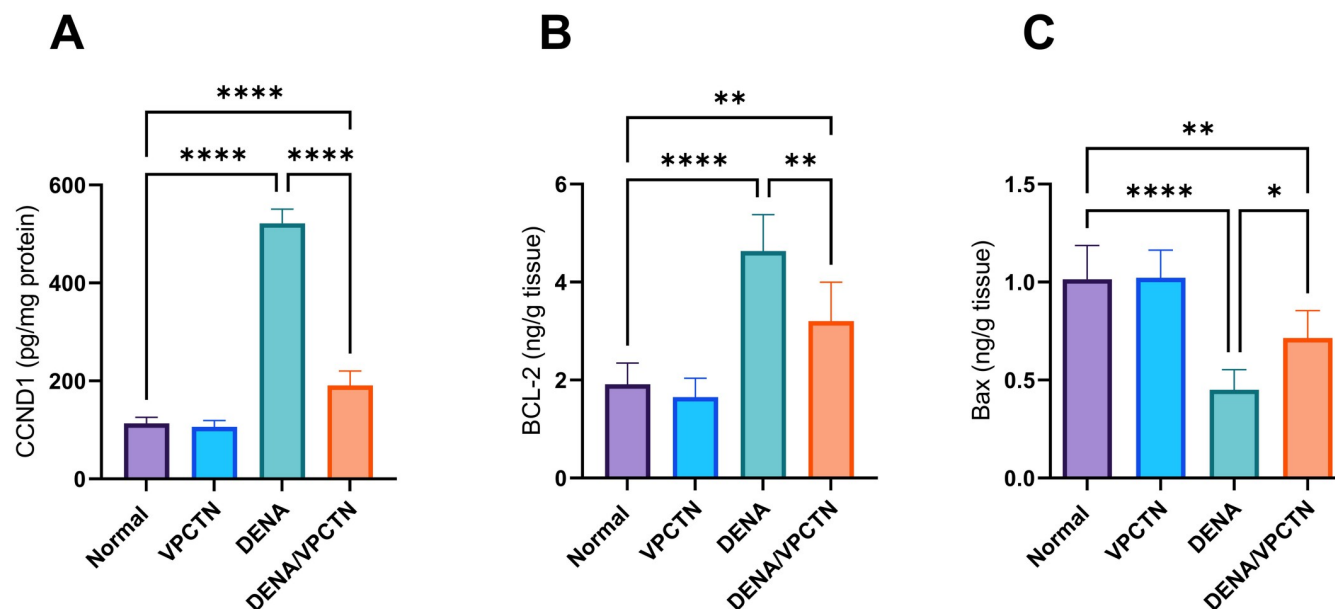 A
B
C
****
****
****
600
400
200
0
CCND1 (pg/mg protein)
Normal
VPCTN
DENA
DENA/VPCTN
**
****
**
6
4
2
0
BCL-2 (ng/g tissue)
Normal
VPCTN
DENA
DENA/VPCTN
**
****
*
1.5
1.0
0.5
0.0
Bax (ng/g tissue)
Normal
VPCTN
DENA
DENA/VPCTN